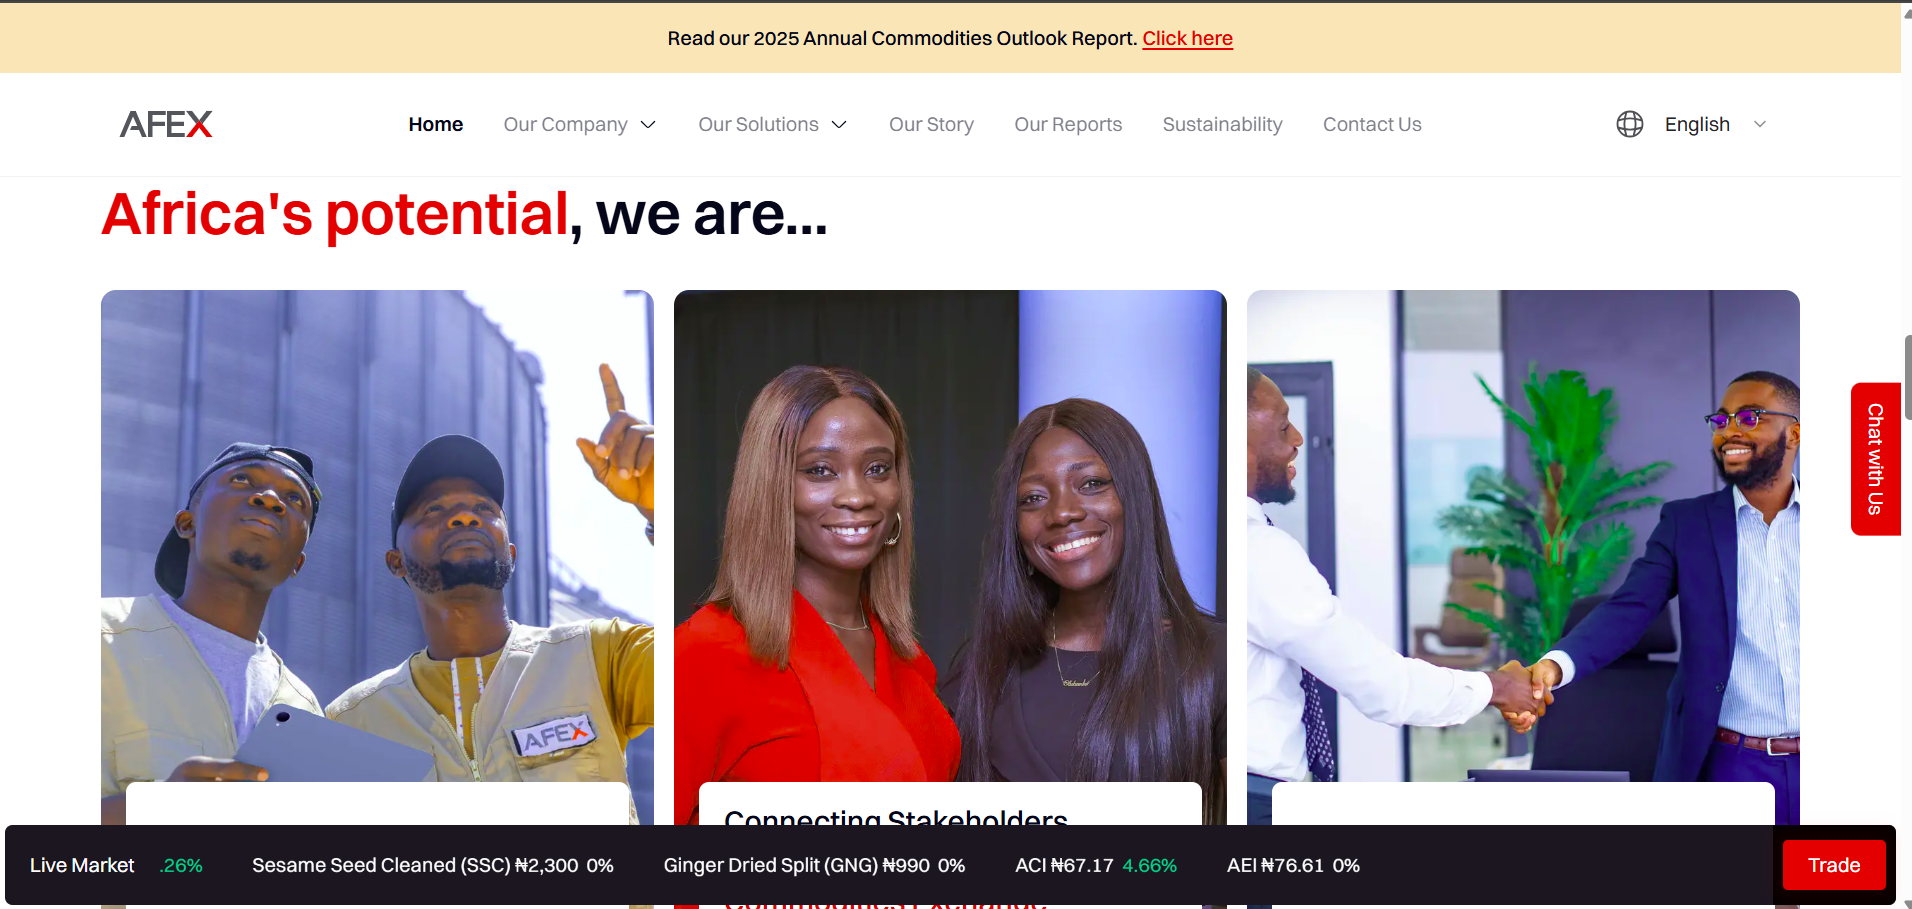 Read our 2025 Annual Commodities Outlook Report. Click here
AFEX
Home Our Company Our Solutions Our Story Our Reports Sustainability Contact Us English
Africa's potential, we are...
AFEX
Chat with Us
Connecting Stakeholders
Live Market .26% Sesame Seed Cleaned (SSC) ₦2,300 0% Ginger Dried Split (GNG) ₦990 0% ACI ₦67.17 4.66% AEI ₦76.61 0% Trade
Commodities Exchange